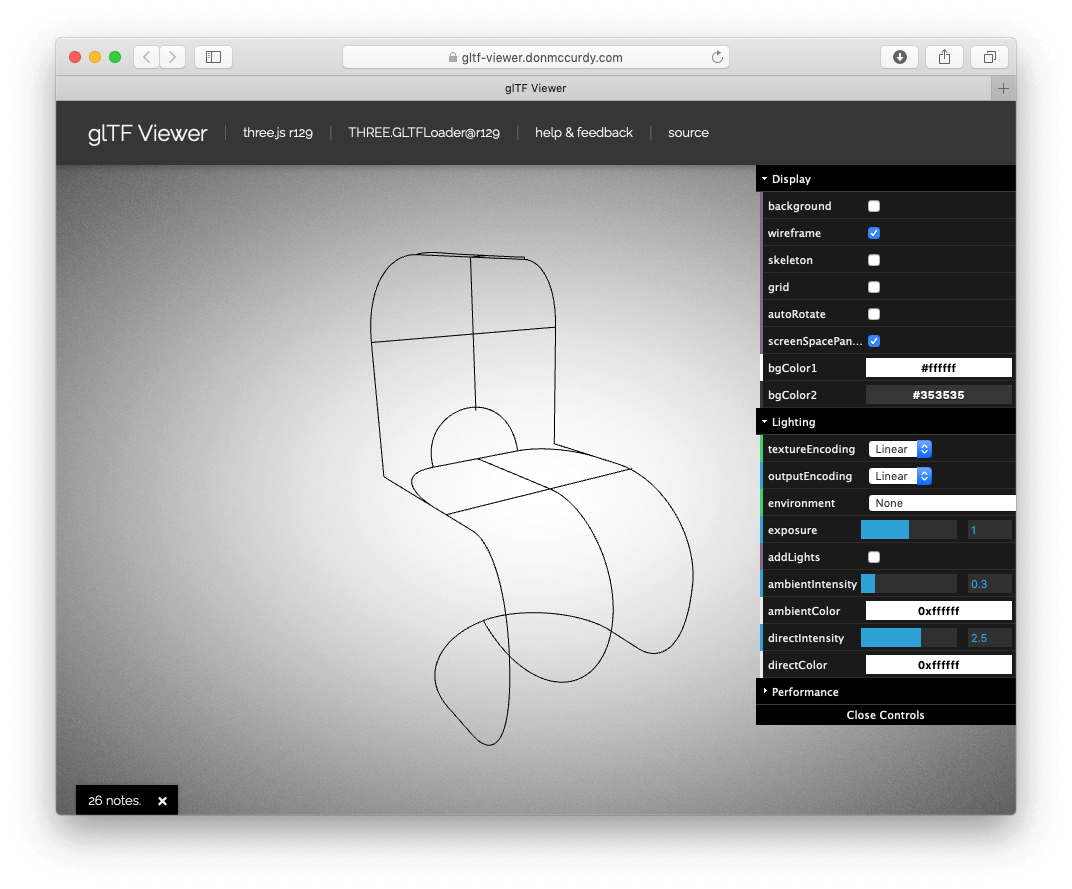 gltf-viewer.donmccurdy.com
glTF Viewer
glTF Viewer
three.js r129
THREE.GLTFLoader@r129
help & feedback
source
Display
background
wireframe
skeleton
grid
autoRotate
screenSpacePan...
bgColor1 #ffffff
bgColor2 #353535
Lighting
textureEncoding Linear
outputEncoding Linear
environment None
exposure 1
addLights
ambientIntensity 0.3
ambientColor 0xffffff
directIntensity 2.5
directColor 0xffffff
Performance
Close Controls
26 notes. ×